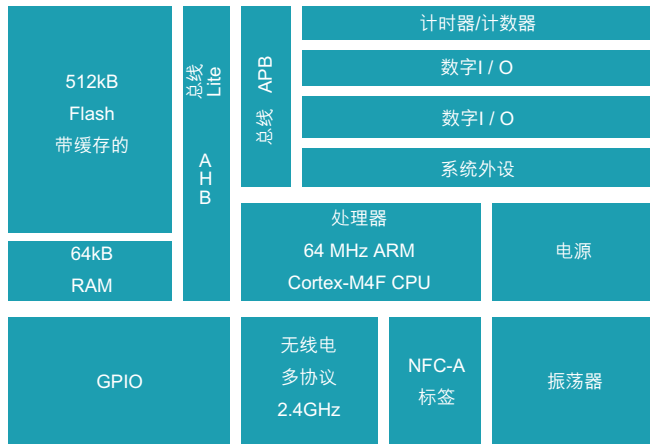 512kB
Flash
带缓存的
64kB
RAM
总线
Lite
A
H
B
总线 APB
计时器/计数器
数字I / O
数字I / O
系统外设
处理器
64 MHz ARM
Cortex-M4F CPU
电源
GPIO
无线电
多协议
2.4GHz
NFC-A
标签
振荡器